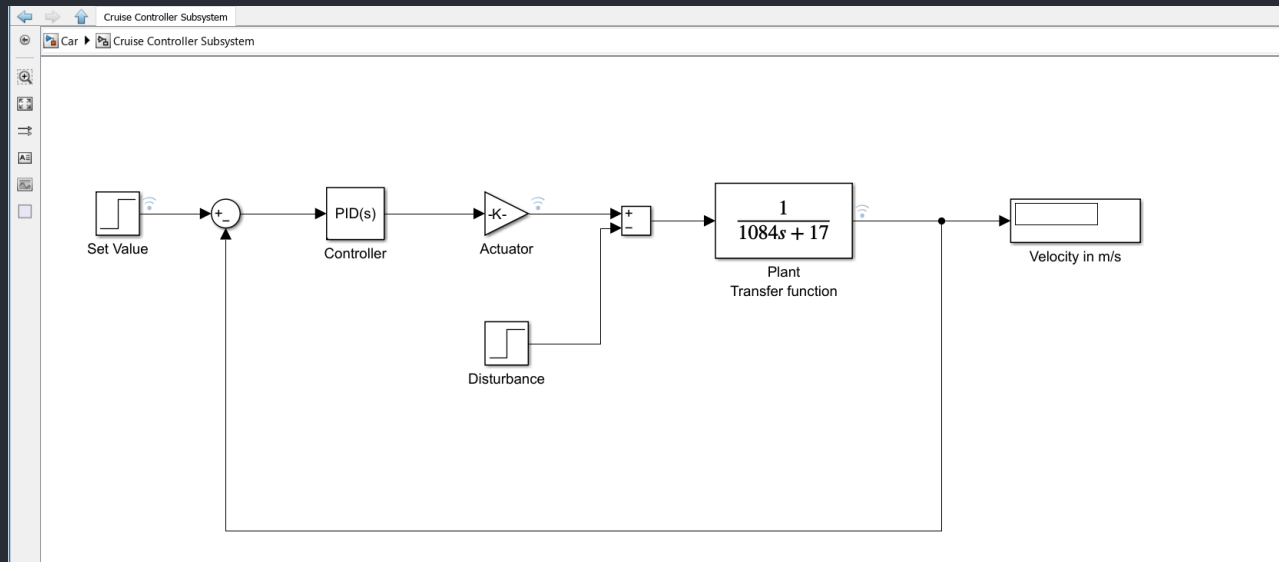 Cruise Controller Subsystem
Car Cruise Controller Subsystem
Set Value
+
-
PID(s)
Controller
-K-
Actuator
+
-
1
1084s + 17
Plant
Transfer function
Velocity in m/s
Disturbance